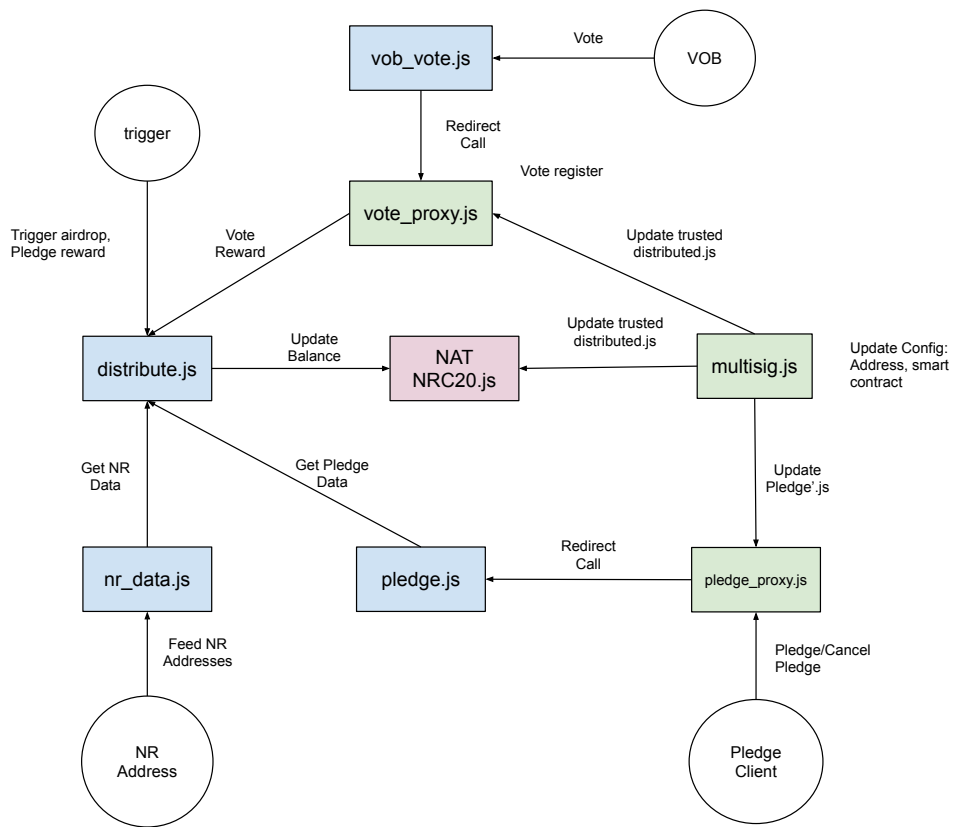 Vote
vob_vote.js
VOB
trigger
Redirect
Call
Vote register
vote_proxy.js
Trigger airdrop,
Pledge reward
Vote
Reward
Update trusted
distributed.js
Update
Balance
Update trusted
distributed.js
distribute.js
NAT
NRC20.js
multisig.js
Update Config:
Address, smart
contract
Get NR
Data
Get Pledge
Data
Update
Pledge'.js
Redirect
Call
nr_data.js
pledge.js
pledge_proxy.js
Feed NR
Addresses
Pledge/Cancel
Pledge
NR
Address
Pledge
Client